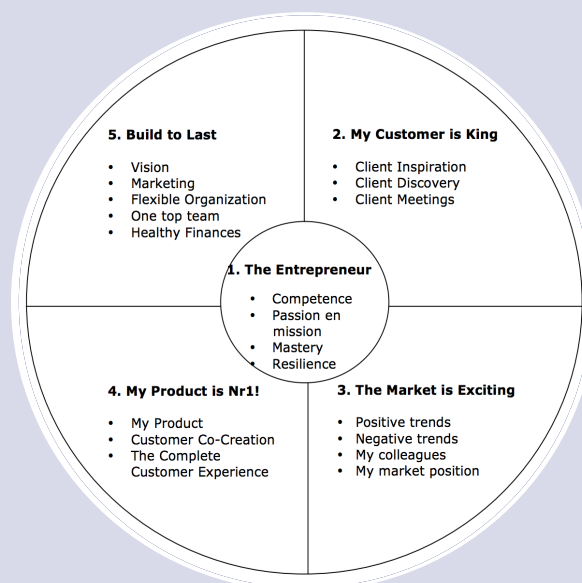 5. Build to Last
• Vision
• Marketing
• Flexible Organization
• One top team
• Healthy Finances
2. My Customer is King
• Client Inspiration
• Client Discovery
• Client Meetings
1. The Entrepreneur
• Competence
• Passion en
mission
• Mastery
• Resilience
4. My Product is Nr1!
• My Product
• Customer Co-Creation
• The Complete
Customer Experience
3. The Market is Exciting
• Positive trends
• Negative trends
• My colleagues
• My market position